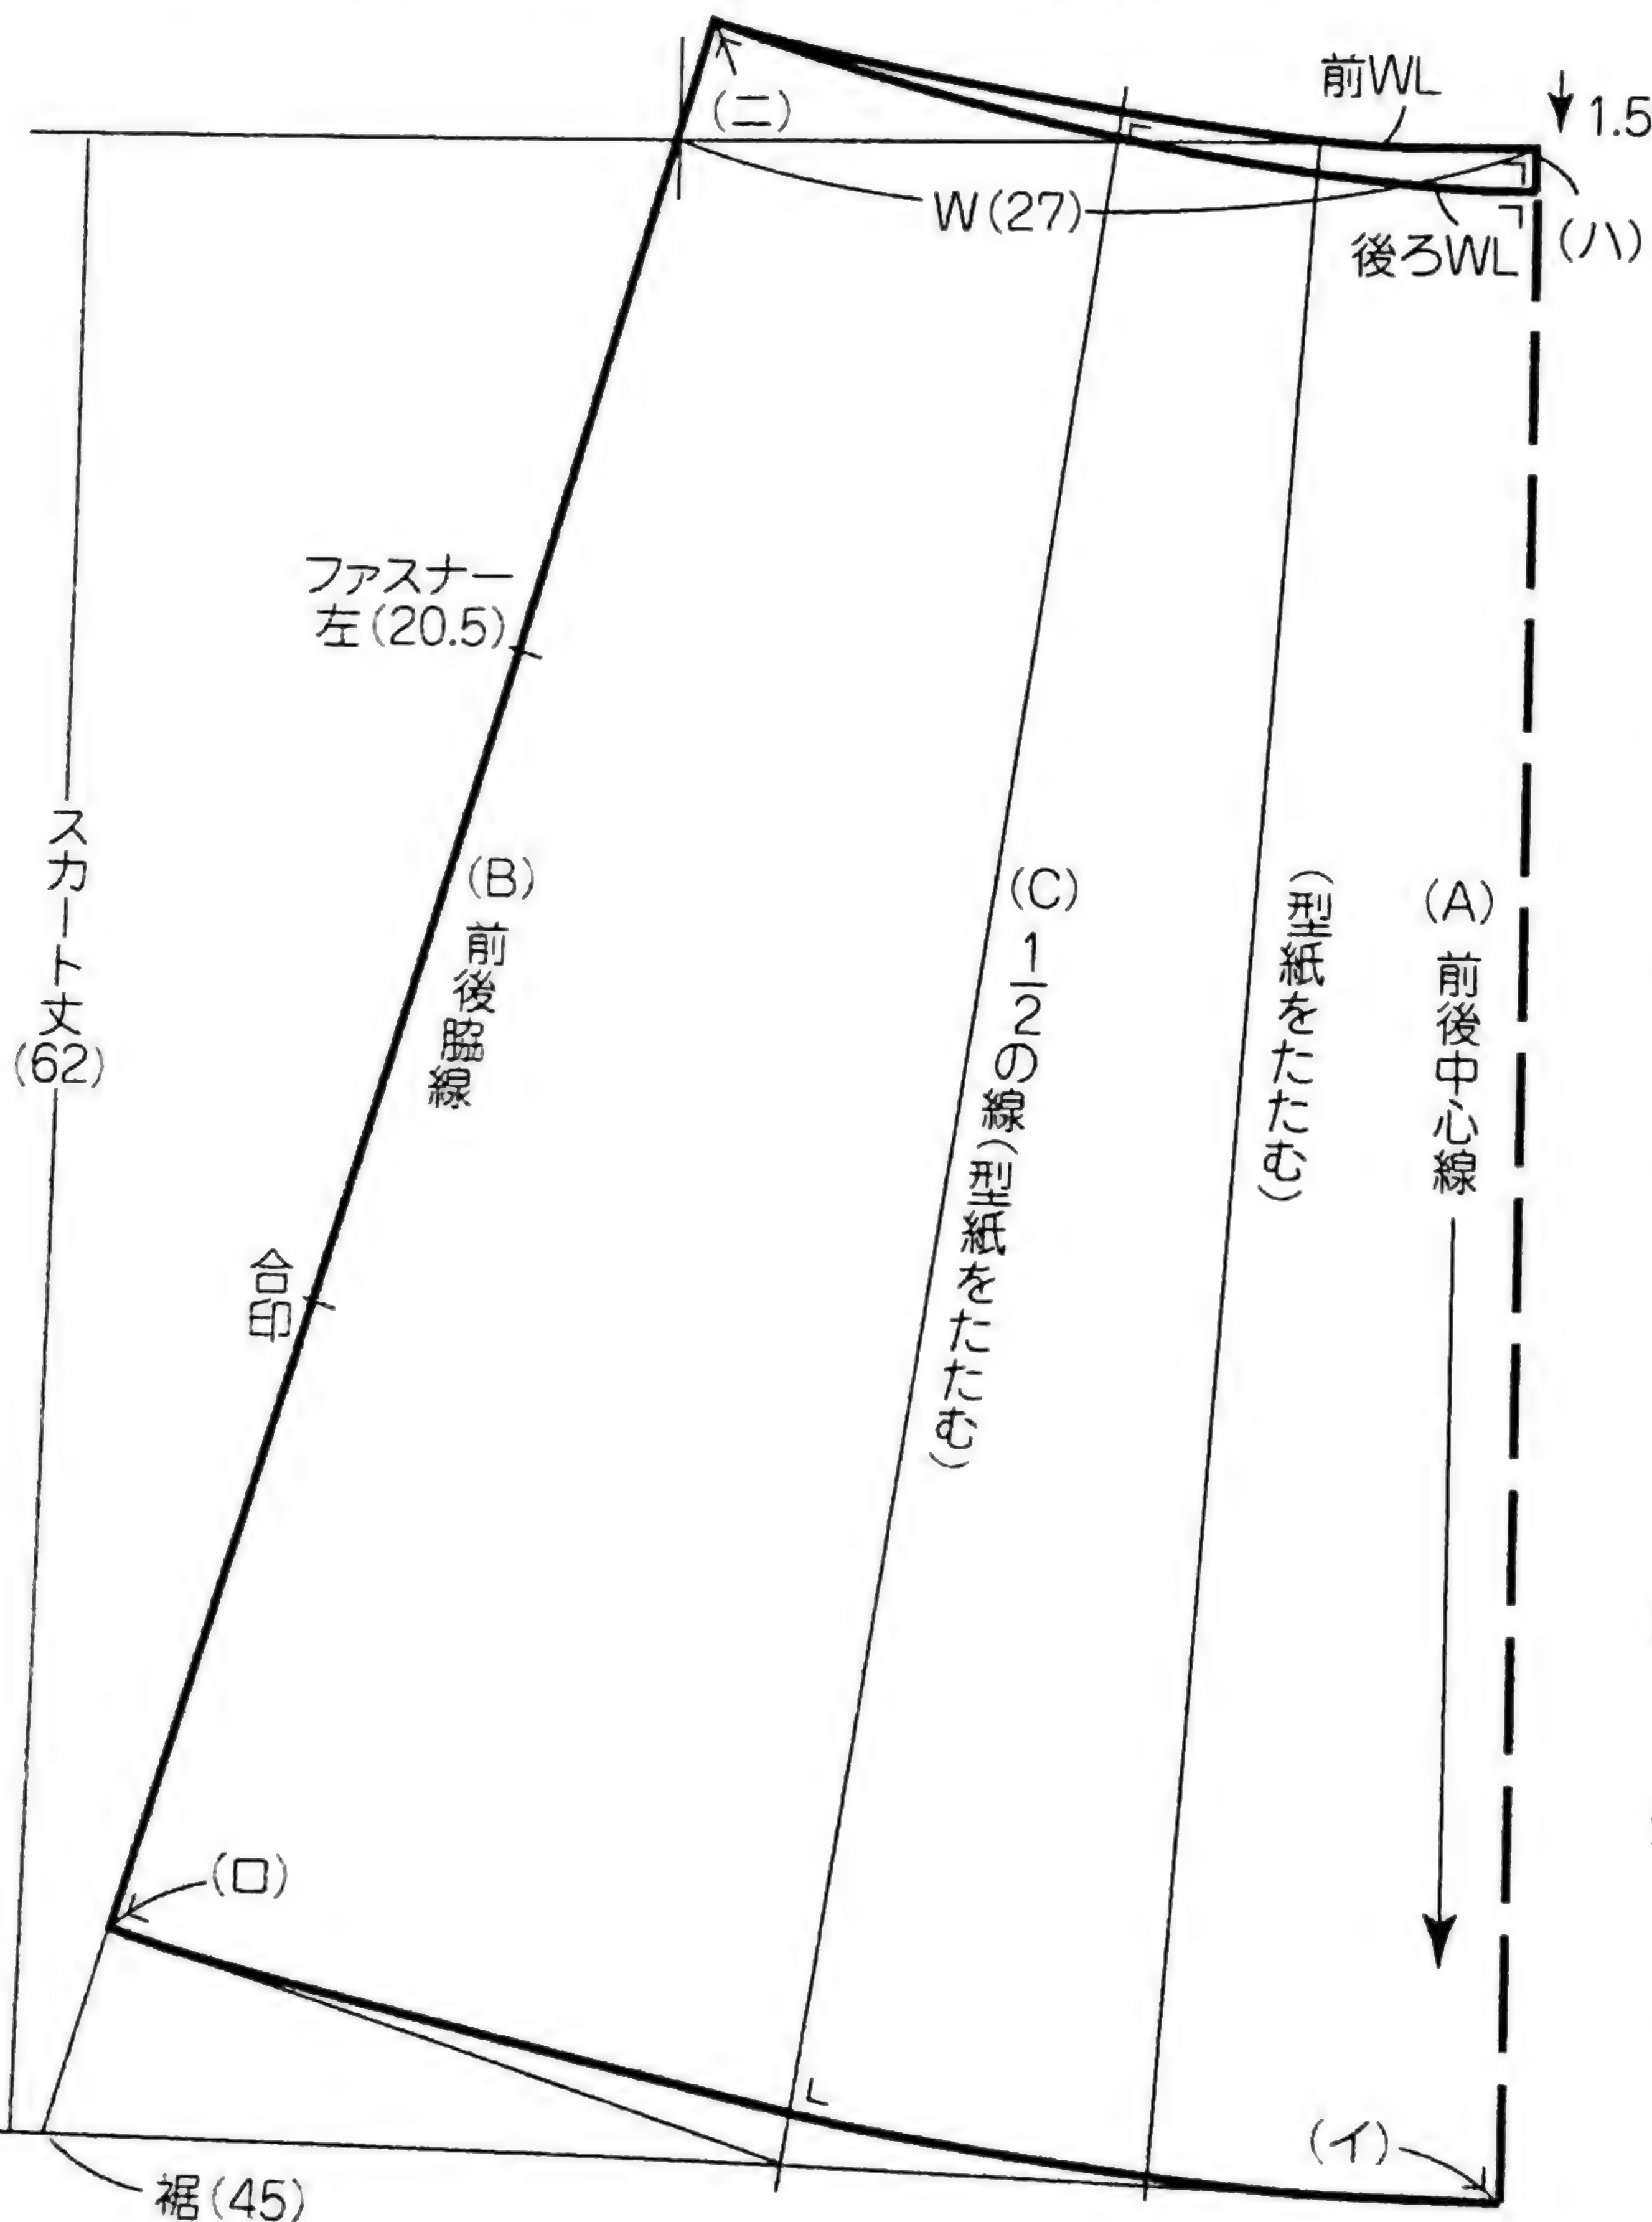 前WL
1.5
(ニ)
W(27)
後ろWL
(ハ)
ファスナー
左(20.5)
スカート丈
(62)
(B)前後脇線
(C)1/2の線(型紙をたたむ)
(型紙をたたむ)
(A)前後中心線
合印
(ロ)
(イ)
裾(45)